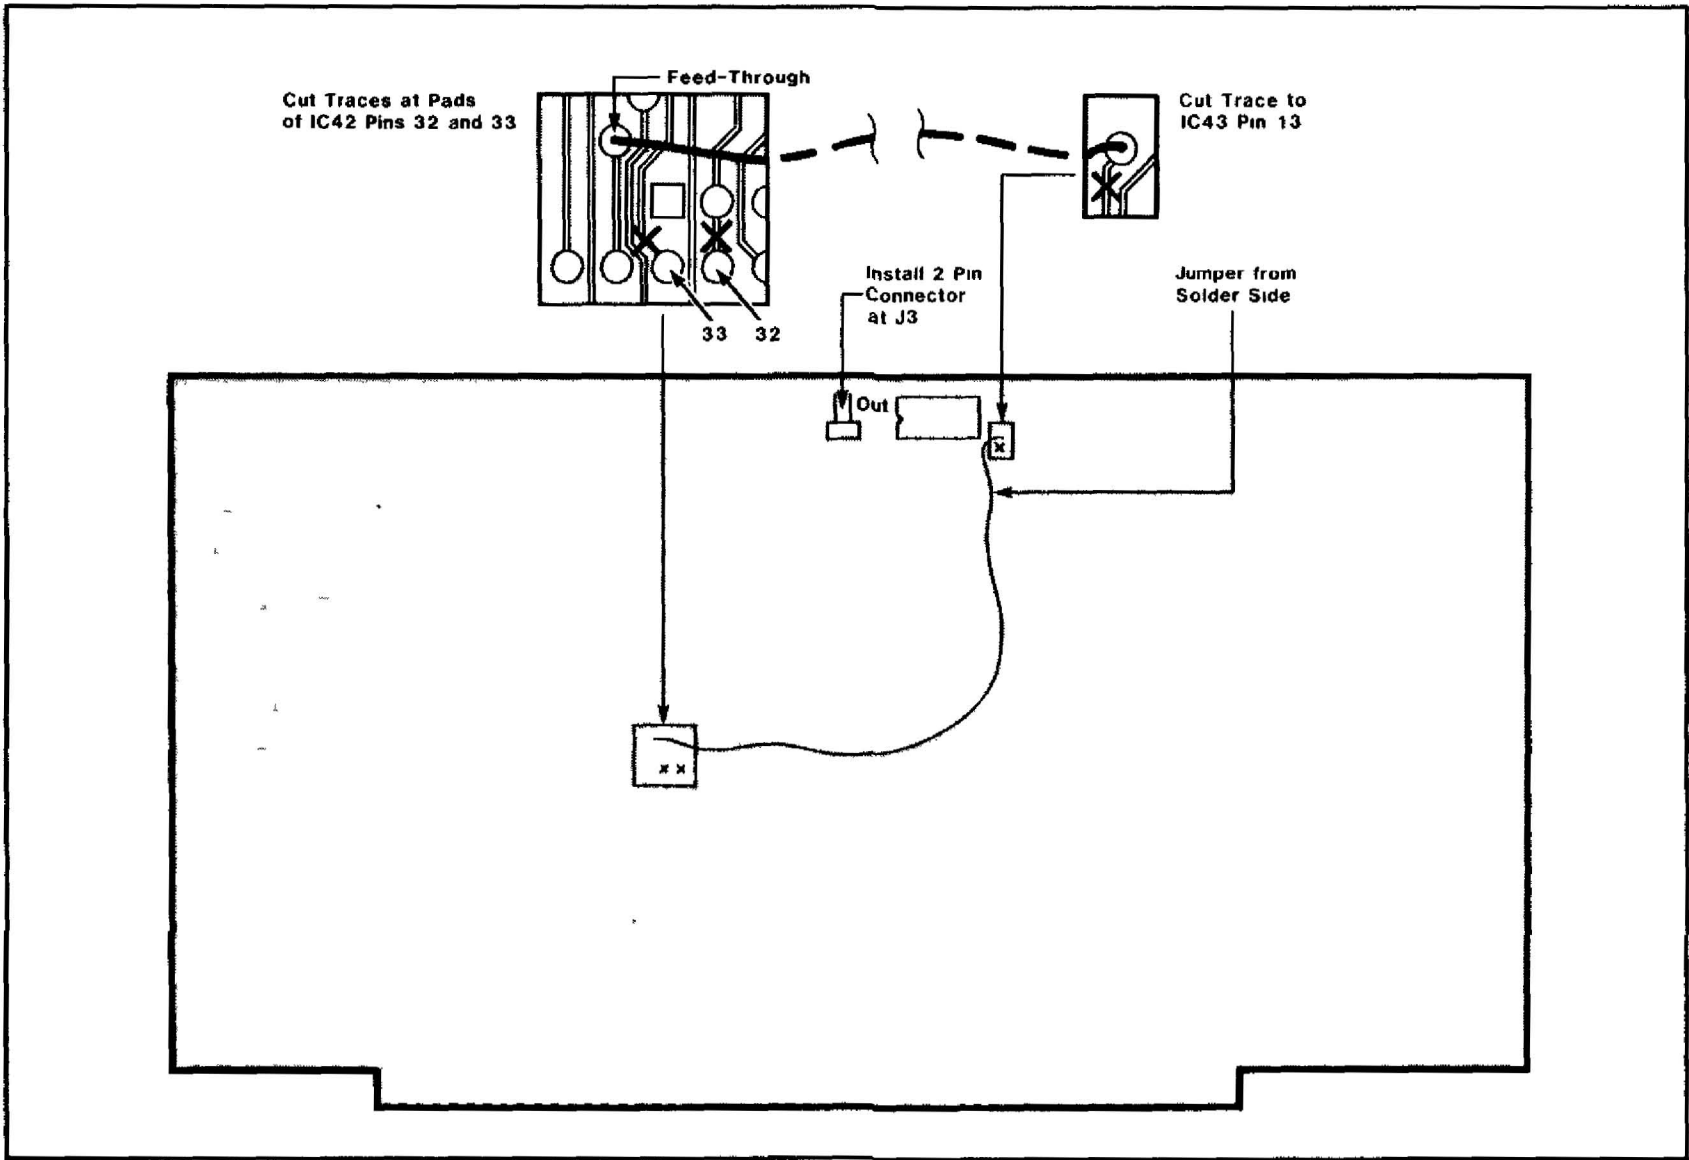 Feed-Through
Cut Traces at Pads
of IC42 Pins 32 and 33
Cut Trace to
IC43 Pin 13
33
32
Install 2 Pin
Connector
at J3
Jumper from
Solder Side
Out